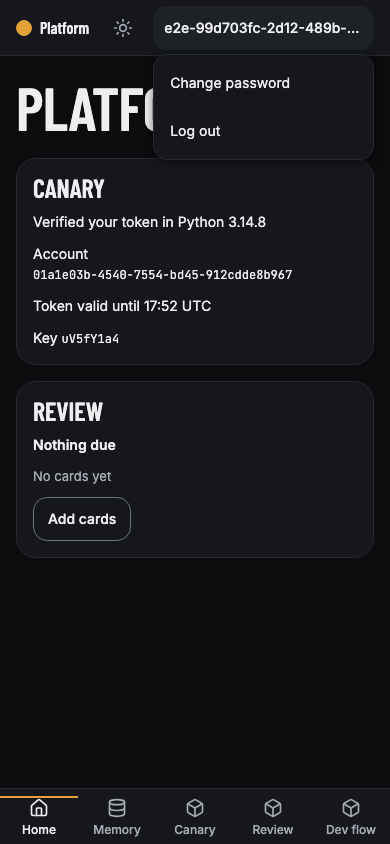 Platform
e2e-99d703fc-2d12-489b-...
Change password
Log out
CANARY
Verified your token in Python 3.14.8
Account
01a1e03b-4540-7554-bd45-912cdde8b967
Token valid until 17:52 UTC
Key uV5fY1a4
REVIEW
Nothing due
No cards yet
Add cards
Home
Memory
Canary
Review
Dev flow